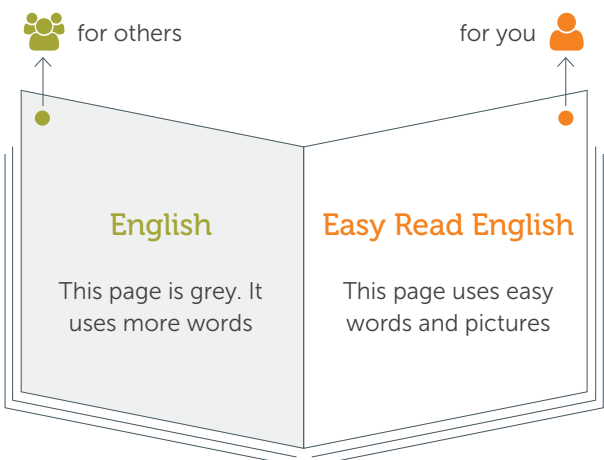 for others
for you
English
This page is grey. It
uses more words
Easy Read English
This page uses easy
words and pictures